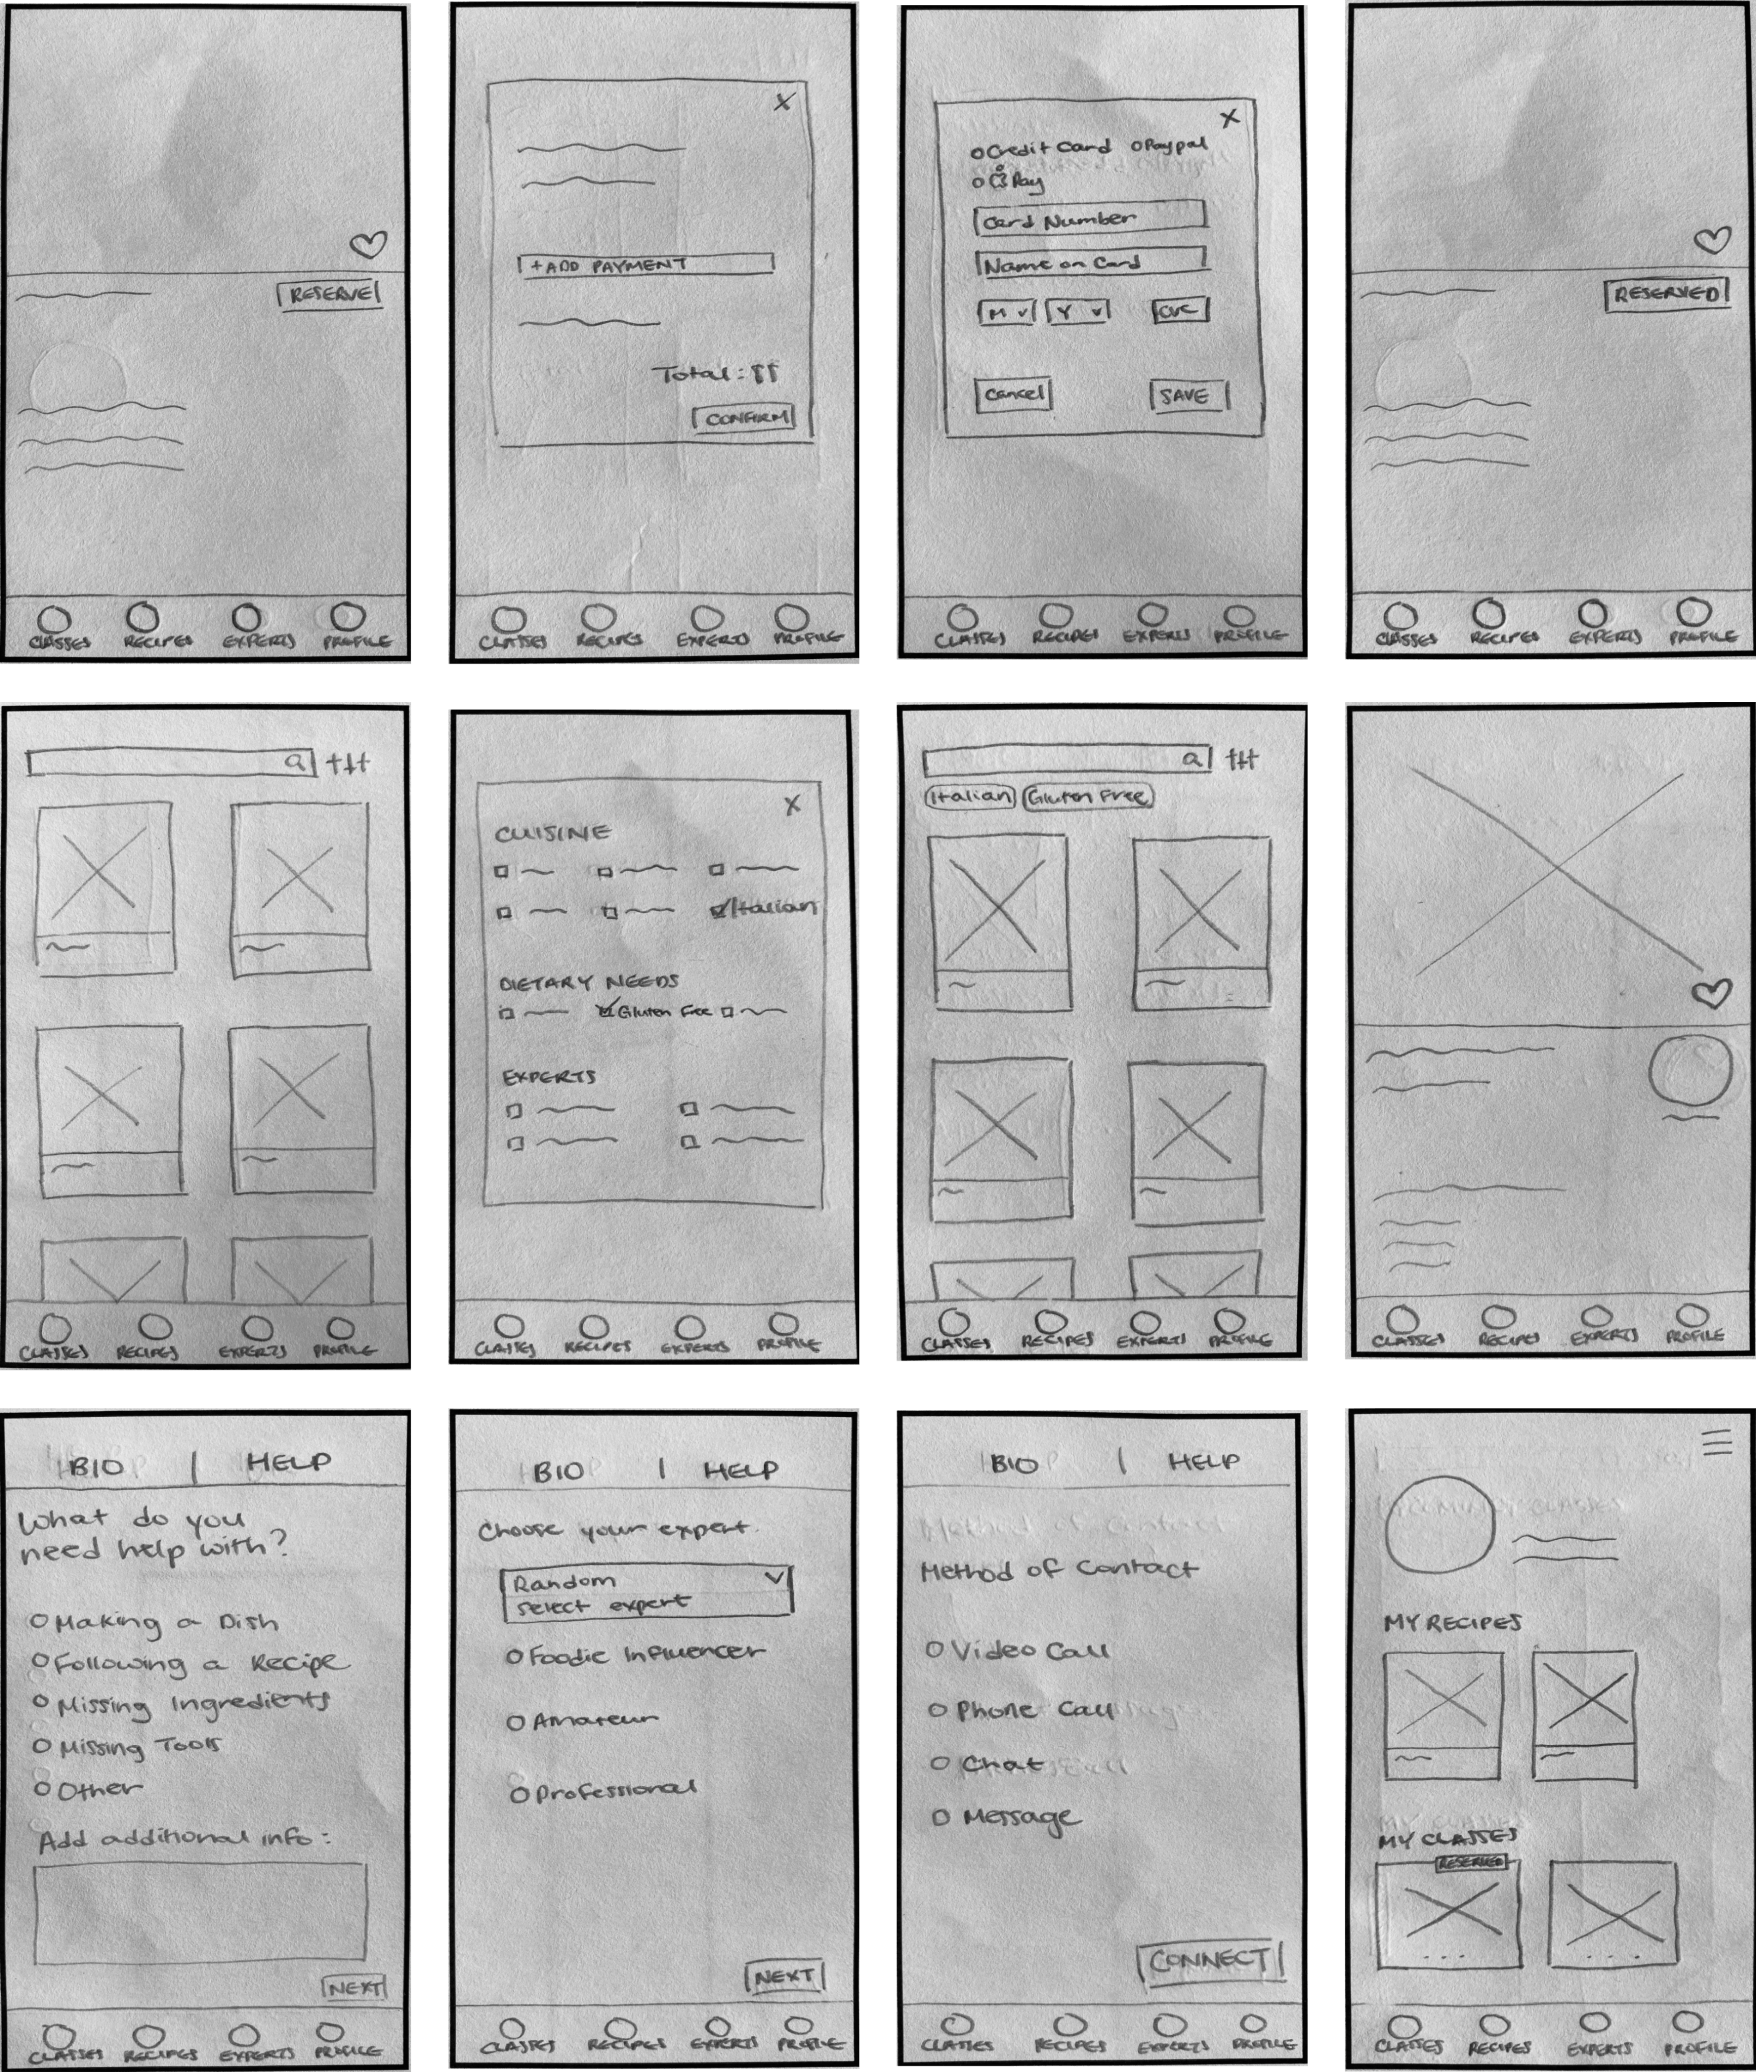 RESERVE
CLASSES RECIPES EXPERTS PROFILE
X
+ADD PAYMENT
Total: $$
CONFIRM
CLASSES RECIPES EXPERTS PROFILE
X
Credit Card Paypal
Pay
Card Number
Name on Card
M Y CVC
Cancel SAVE
CLASSES RECIPES EXPERTS PROFILE
RESERVED
CLASSES RECIPES EXPERTS PROFILE
CLASSES RECIPES EXPERTS PROFILE
X
CUISINE
Italian
DIETARY NEEDS
Gluten Free
EXPERTS
CLASSES RECIPES EXPERTS PROFILE
Italian Gluten Free
CLASSES RECIPES EXPERTS PROFILE
CLASSES RECIPES EXPERTS PROFILE
BIO | HELP
What do you
need help with?
Making a Dish
Following a Recipe
Missing Ingredients
Missing Tools
Other
Add additional info:
NEXT
CLASSES RECIPES EXPERTS PROFILE
BIO | HELP
Choose your expert.
Random
Select expert
Foodie Influencer
Amateur
Professional
NEXT
CLASSES RECIPES EXPERTS PROFILE
BIO | HELP
Method of Contact
Video Call
Phone Call
Chat
Message
CONNECT
CLASSES RECIPES EXPERTS PROFILE
MY RECIPES
MY CLASSES
RESERVED
CLASSES RECIPES EXPERTS PROFILE